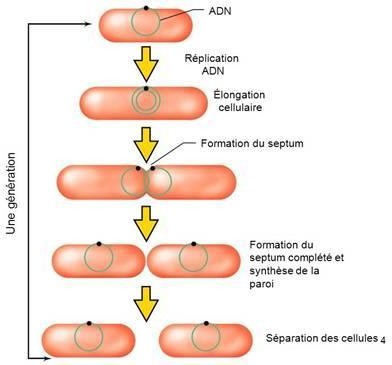 ADN
Réplication
ADN
Élongation
cellulaire
Formation du septum
Une génération
Formation du
septum complété et
synthèse de la
paroi
Séparation des cellules 4